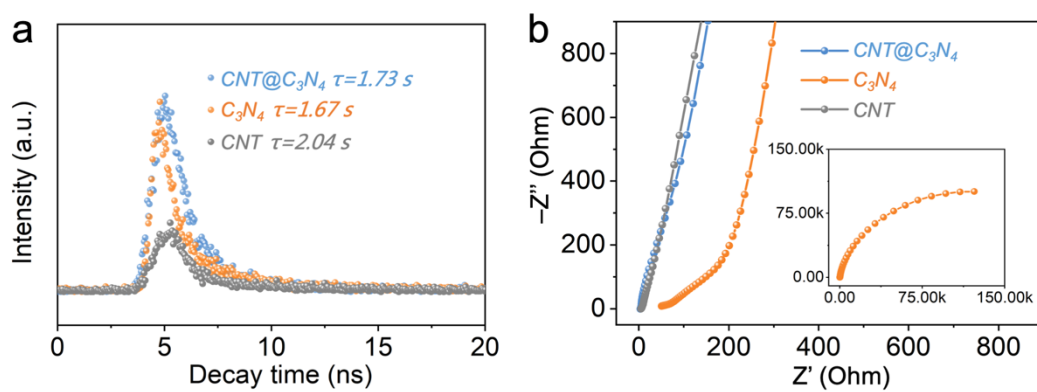 a
Intensity (a.u.)
CNT@C₃N₄ τ=1.73 s
C₃N₄ τ=1.67 s
CNT τ=2.04 s
0 5 10 15 20
Decay time (ns)
b
–Z'' (Ohm)
800
600
400
200
0
CNT@C₃N₄
C₃N₄
CNT
150.00k
75.00k
0.00
0.00 75.00k 150.00k
0 200 400 600 800
Z' (Ohm)